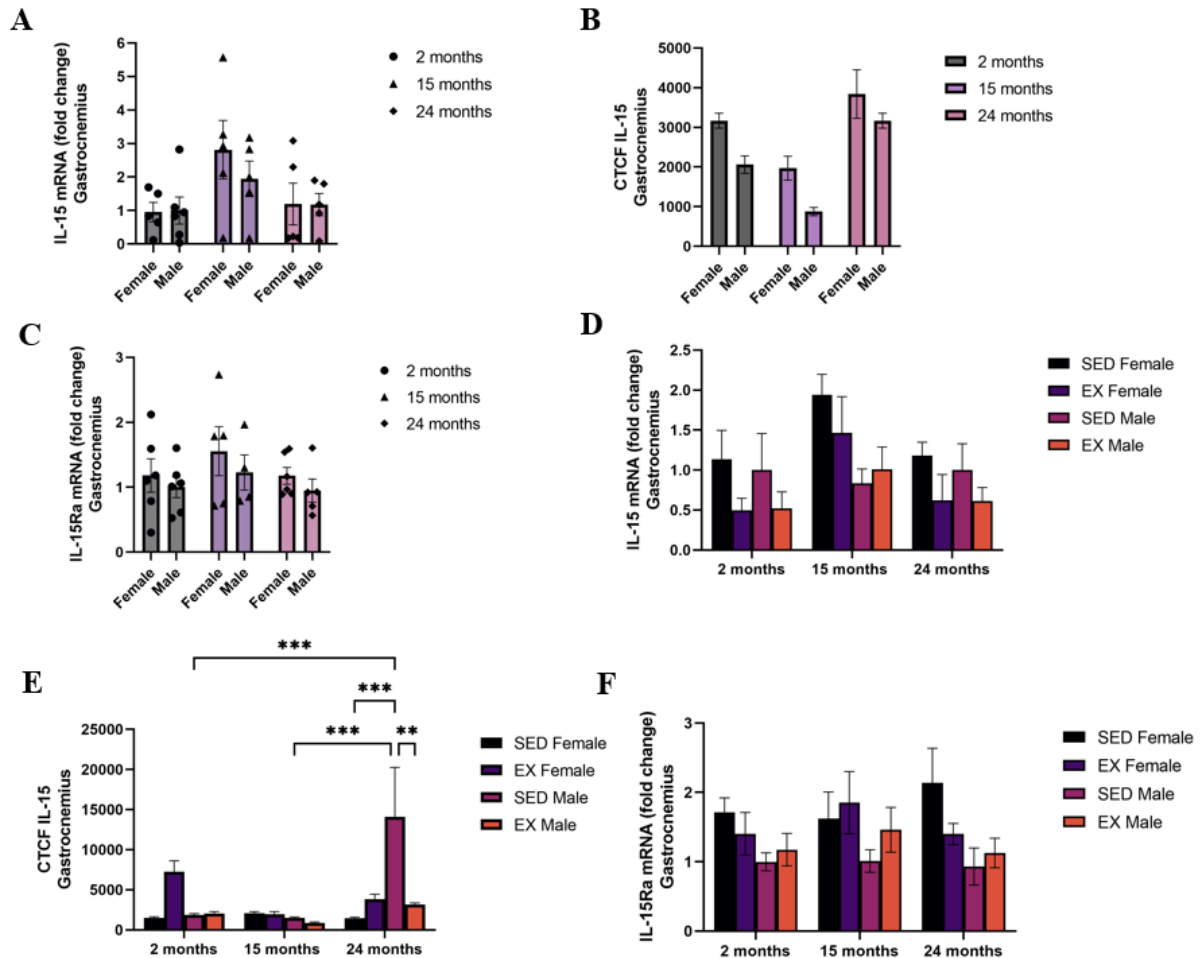 A
IL-15 mRNA (fold change)
Gastrocnemius
6
5
4
3
2
1
0
Female
Male
Female
Male
Female
Male
2 months
15 months
24 months
B
CTCF IL-15
Gastrocnemius
5000
4000
3000
2000
1000
0
Female
Male
Female
Male
Female
Male
2 months
15 months
24 months
C
IL-15Ra mRNA (fold change)
Gastrocnemius
3
2
1
0
Female
Male
Female
Male
Female
Male
2 months
15 months
24 months
D
IL-15 mRNA (fold change)
Gastrocnemius
2.5
2.0
1.5
1.0
0.5
0.0
2 months 15 months 24 months
SED Female
EX Female
SED Male
EX Male
E
***
***
*** **
CTCF IL-15
Gastrocnemius
25000
20000
15000
10000
5000
0
2 months 15 months 24 months
SED Female
EX Female
SED Male
EX Male
F
IL-15Ra mRNA (fold change)
Gastrocnemius
3
2
1
0
2 months 15 months 24 months
SED Female
EX Female
SED Male
EX Male